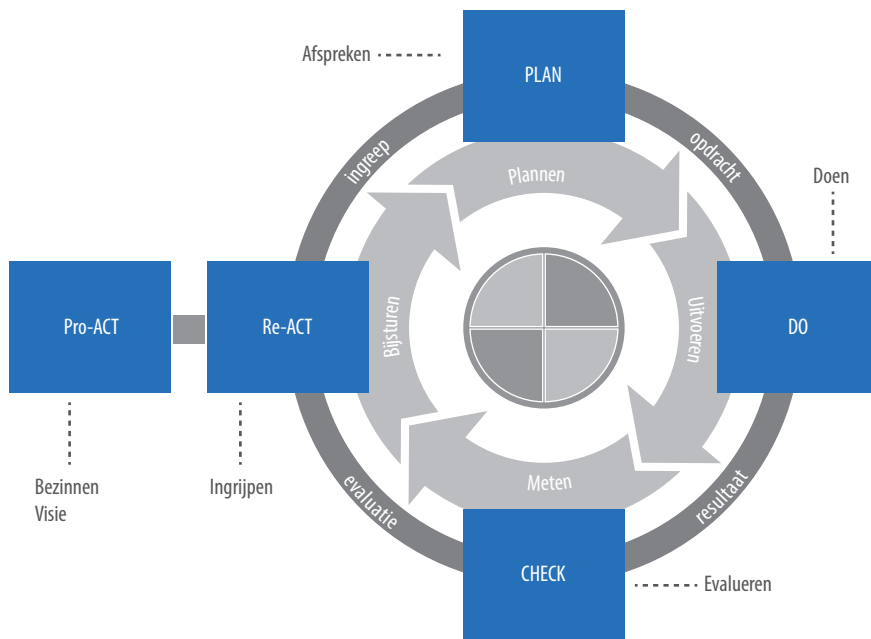 Afspreken
PLAN
ingreep
opdracht
Plannen
Doen
Pro-ACT
Re-ACT
Bijsturen
Uitvoeren
DO
Bezinnen
Visie
Ingrijpen
evaluatie
Meten
resultaat
CHECK
Evalueren